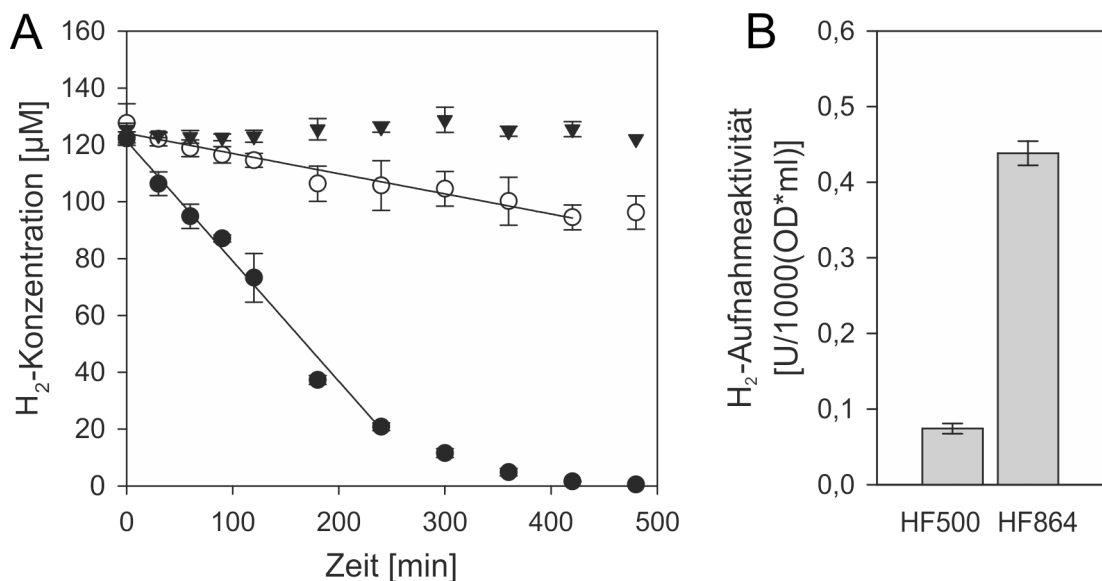 A
H₂-Konzentration [µM]
160
140
120
100
80
60
40
20
0
0 100 200 300 400 500
Zeit [min]
B
H₂-Aufnahmeaktivität
[U/1000(OD*ml)]
0,6
0,5
0,4
0,3
0,2
0,1
0,0
HF500 HF864